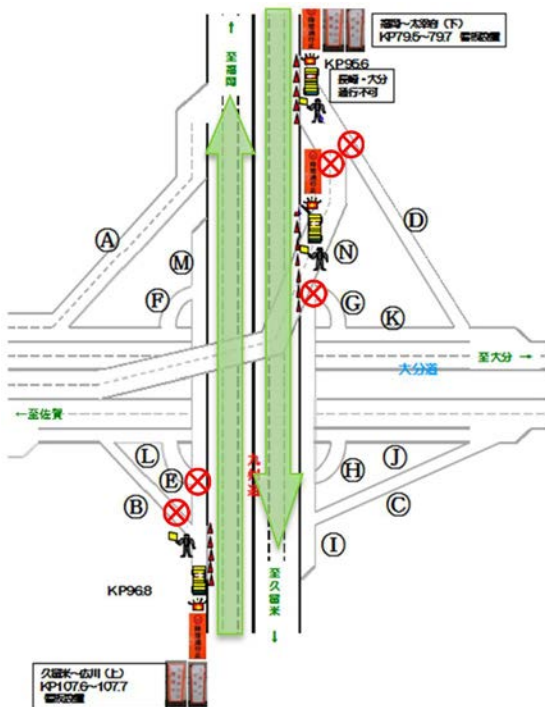 福岡～太宰府（下）
KP79.5～79.7
KP95.6
長崎・大分
通行不可
↑
至福岡
Ⓐ
Ⓓ
Ⓜ
Ⓝ
Ⓕ
Ⓖ
Ⓚ
至大分→
大分道
←至佐賀
Ⓛ
Ⓔ
Ⓗ
Ⓙ
Ⓑ
Ⓒ
Ⓘ
至久留米
↓
KP96.8
久留米～広川（上）
KP107.6～107.7